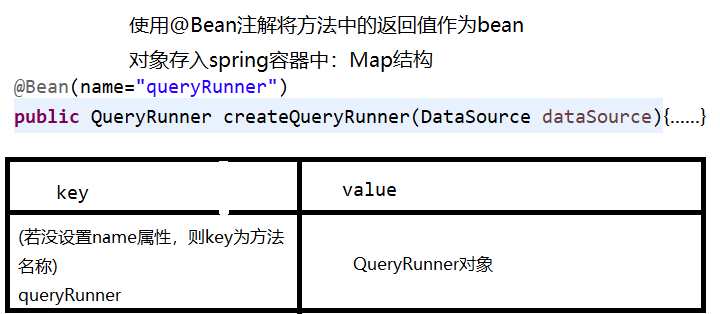 使用@Bean注解将方法中的返回值作为bean
对象存入spring容器中：Map结构
@Bean(name="queryRunner")
public QueryRunner createQueryRunner(DataSource dataSource){......}
key
value
(若没设置name属性，则key为方法
名称)
queryRunner
QueryRunner对象